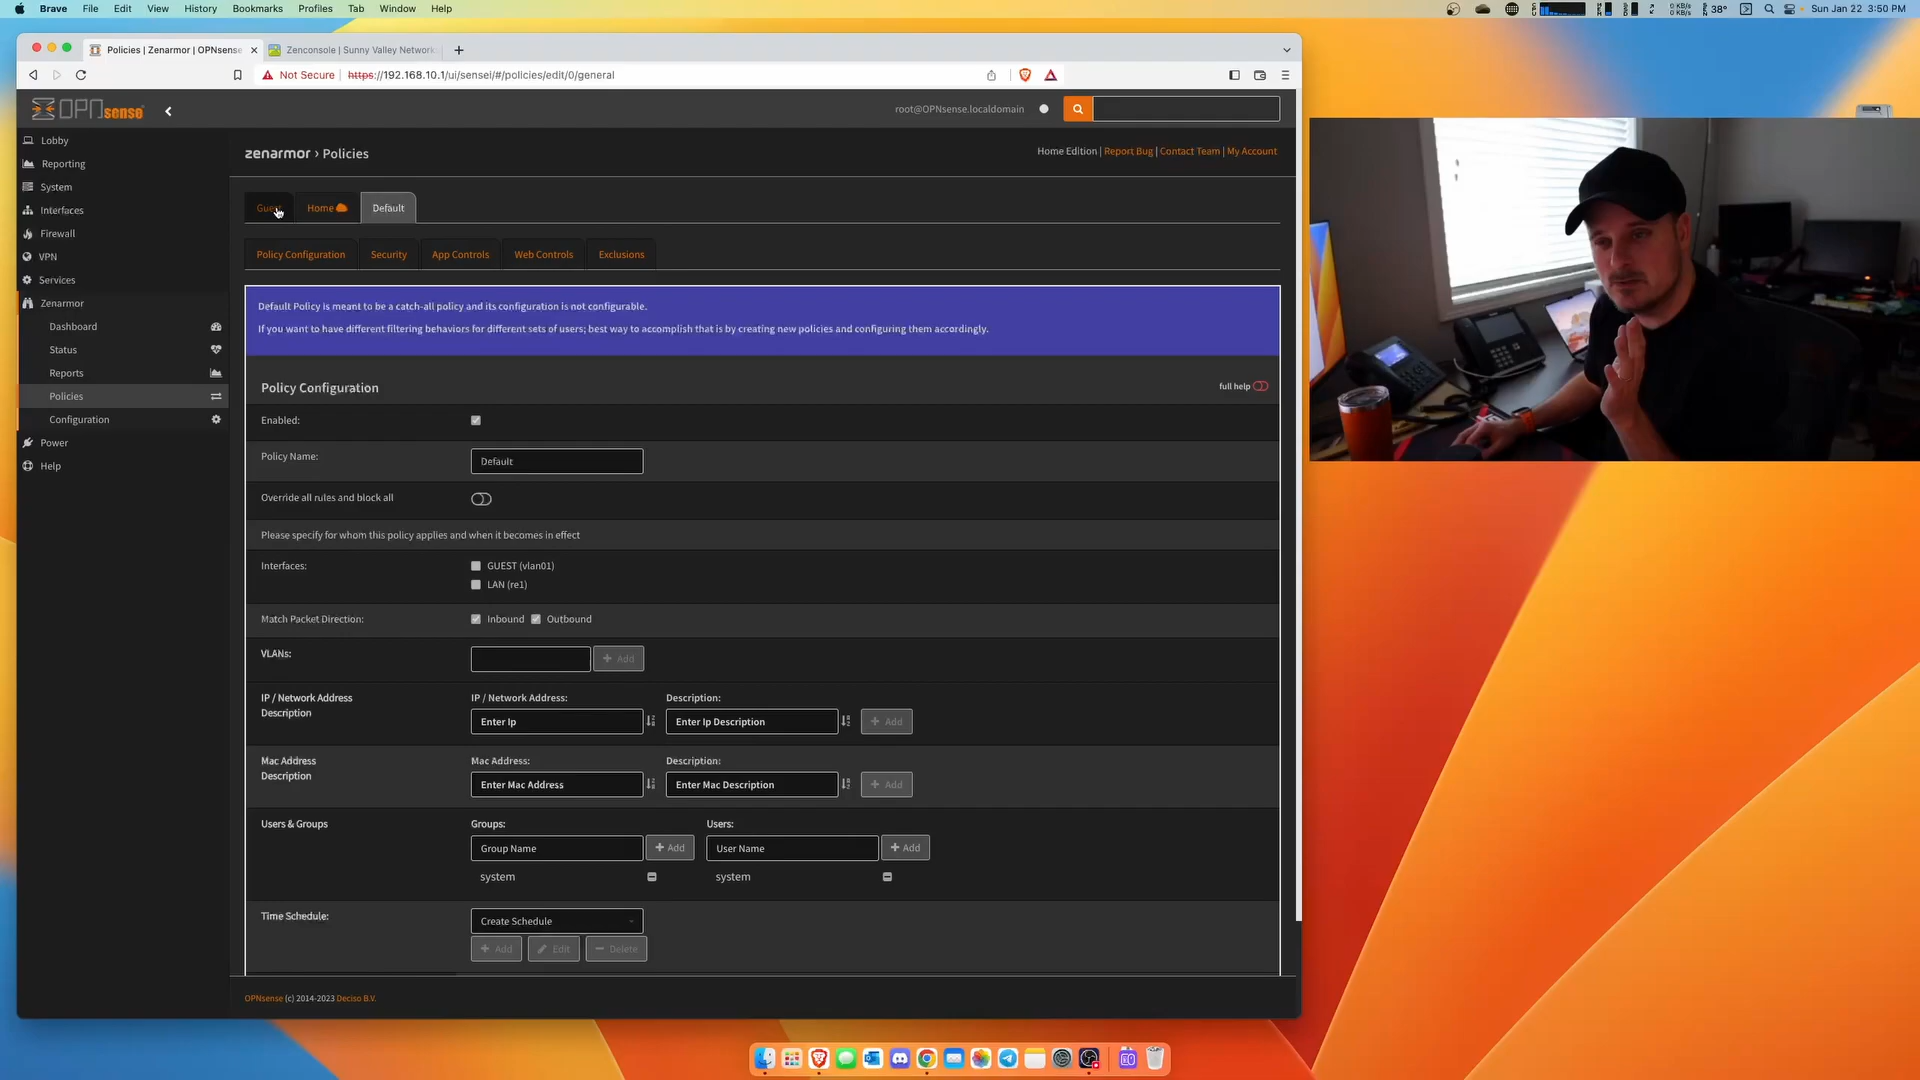 Brave File Edit View History Bookmarks Profiles Tab Window Help
0 KB/s
0 KB/s
38° Sun Jan 22 3:50 PM
Policies | Zenarmor | OPNsense
Zenconsole | Sunny Valley Network
Not Secure https://192.168.10.1/ui/sensei/#/policies/edit/0/general
OPNsense
root@OPNsense.localdomain
Lobby
Reporting
System
Interfaces
Firewall
VPN
Services
Zenarmor
Dashboard
Status
Reports
Policies
Configuration
Power
Help
zenarmor › Policies
Home Edition | Report Bug | Contact Team | My Account
Guest Home Default
Policy Configuration Security App Controls Web Controls Exclusions
Default Policy is meant to be a catch-all policy and its configuration is not configurable.
If you want to have different filtering behaviors for different sets of users; best way to accomplish that is by creating new policies and configuring them accordingly.
Policy Configuration full help
Enabled:
Policy Name: Default
Override all rules and block all
Please specify for whom this policy applies and when it becomes in effect
Interfaces: GUEST (vlan01)
LAN (re1)
Match Packet Direction: Inbound Outbound
VLANs: + Add
IP / Network Address IP / Network Address: Description:
Description Enter Ip Enter Ip Description + Add
Mac Address Mac Address: Description:
Description Enter Mac Address Enter Mac Description + Add
Users & Groups Groups: Users:
Group Name + Add User Name + Add
system system
Time Schedule: Create Schedule
+ Add Edit Delete
OPNsense (c) 2014-2023 Deciso B.V.